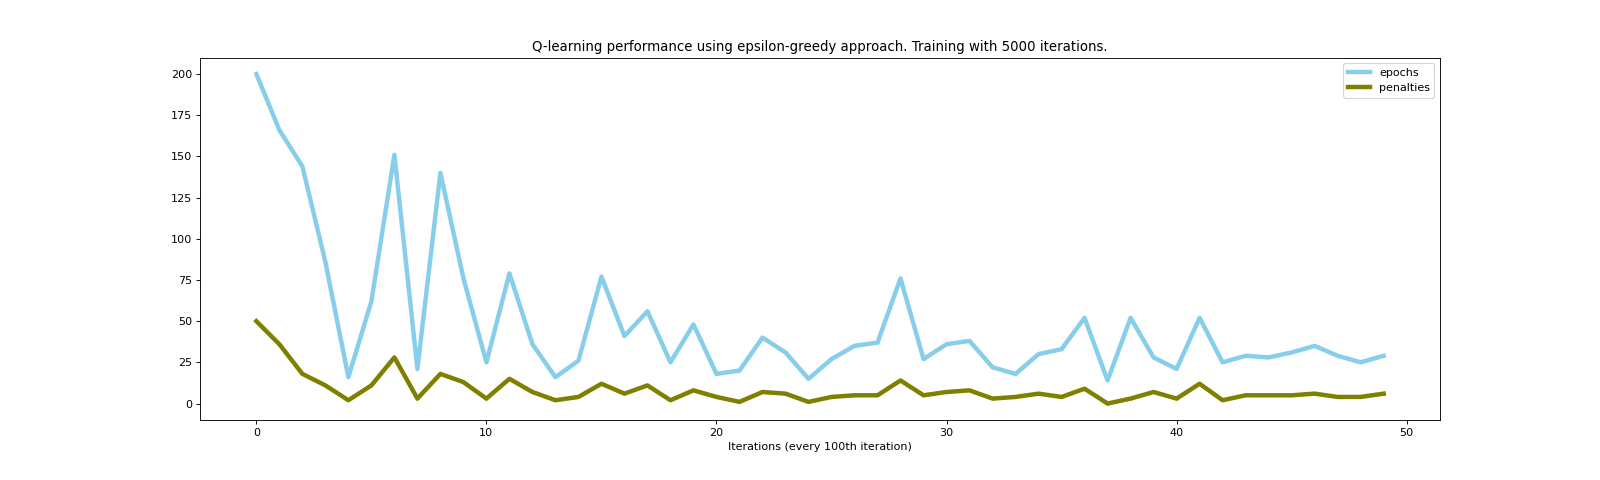 Q-learning performance using epsilon-greedy approach. Training with 5000 iterations.
epochs
penalties
200
175
150
125
100
75
50
25
0
0 10 20 30 40 50
Iterations (every 100th iteration)